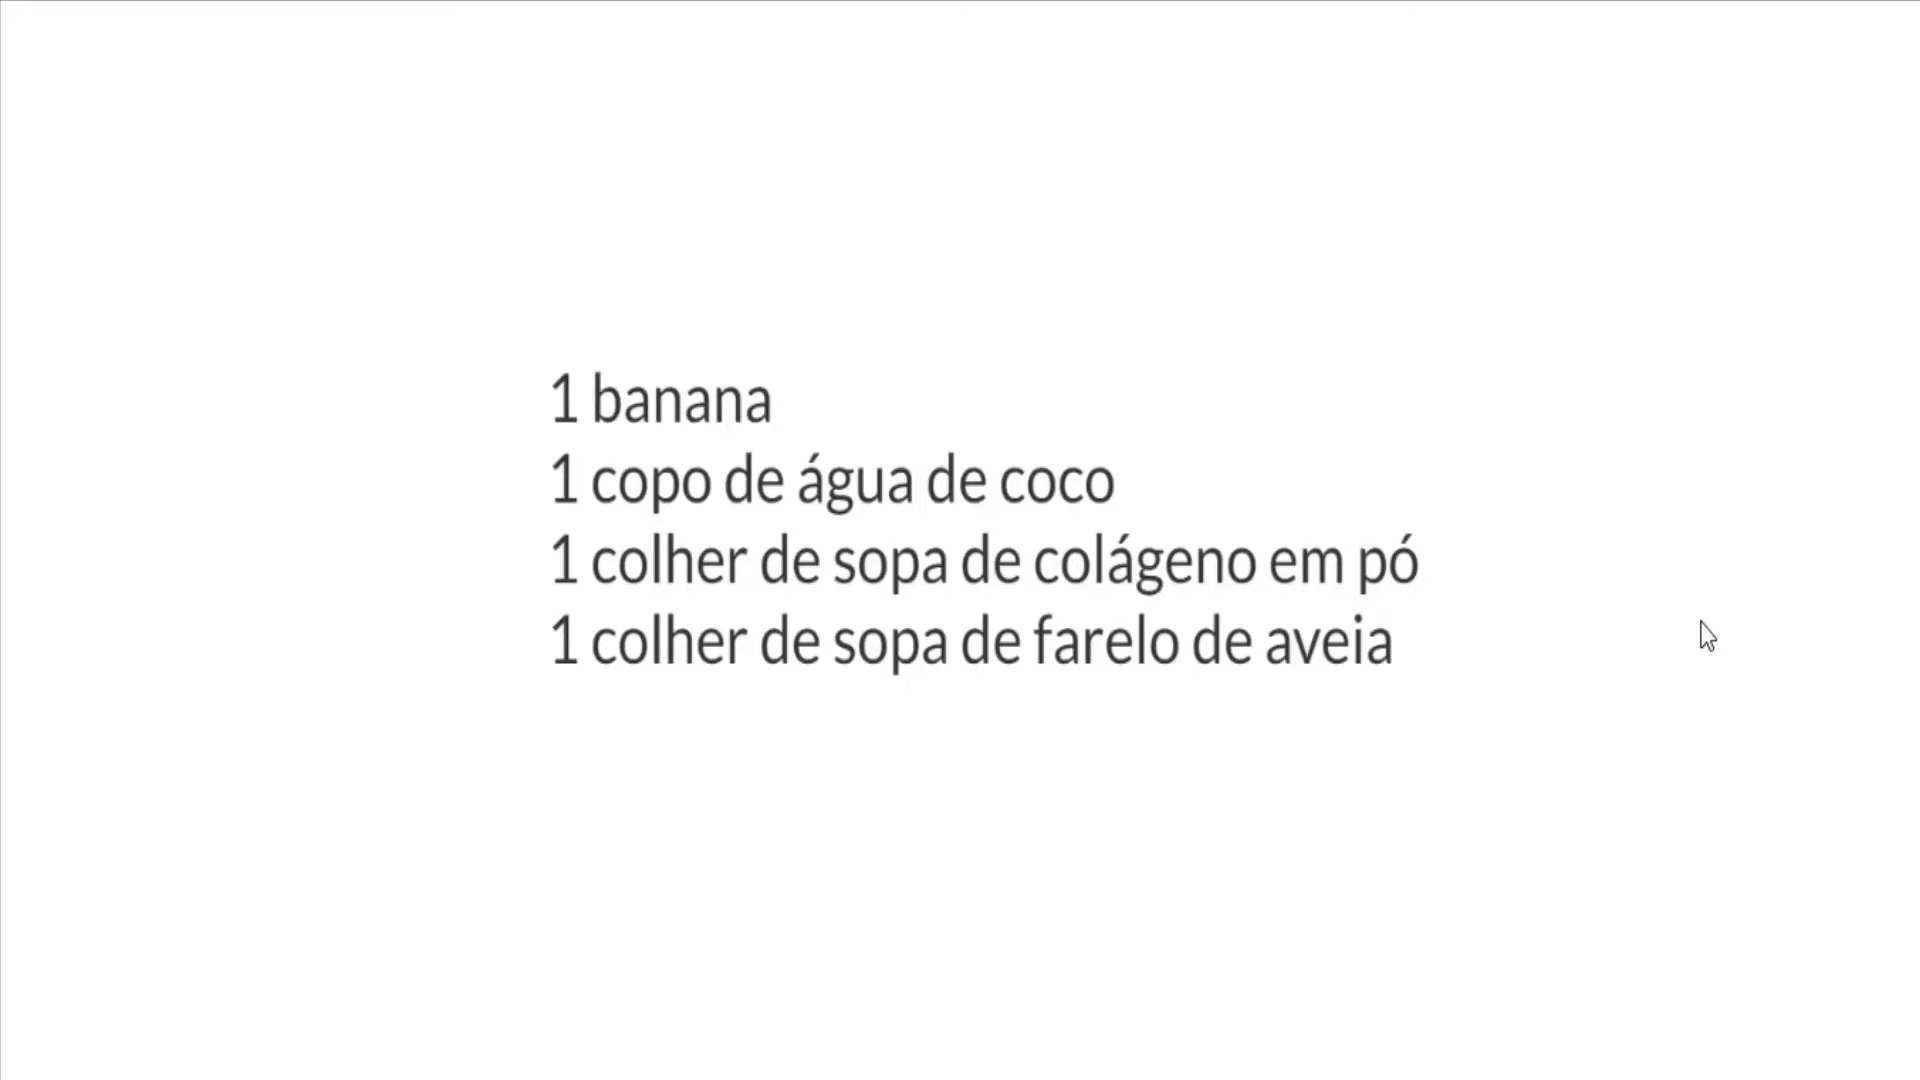 1 banana
1 copo de água de coco
1 colher de sopa de colágeno em pó
1 colher de sopa de farelo de aveia